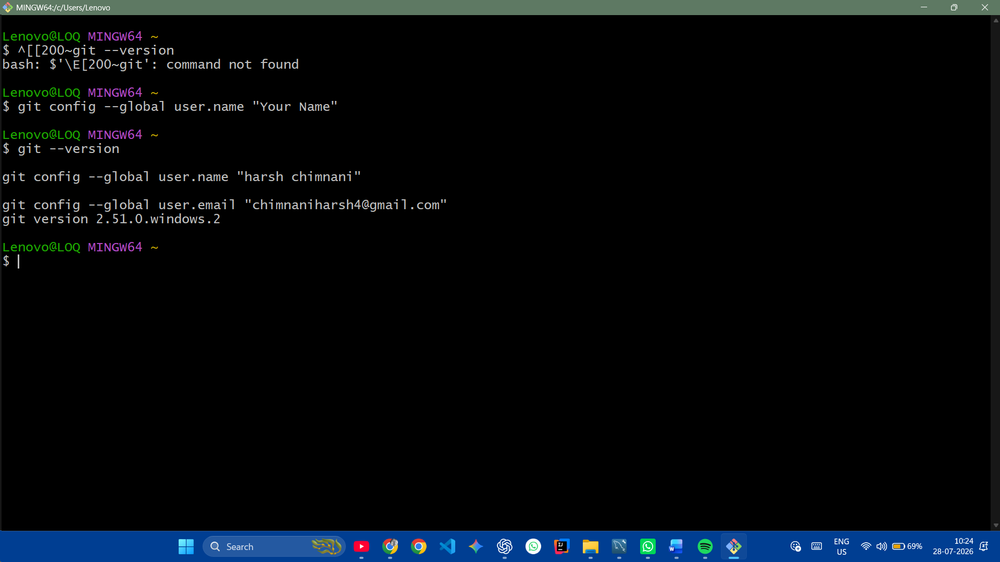 MINGW64:/c/Users/Lenovo
Lenovo@LOQ MINGW64 ~
$ ^[[200~git --version
bash: $'\E[200~git': command not found
Lenovo@LOQ MINGW64 ~
$ git config --global user.name "Your Name"
Lenovo@LOQ MINGW64 ~
$ git --version
git config --global user.name "harsh chimnani"
git config --global user.email "chimnaniharsh4@gmail.com"
git version 2.51.0.windows.2
Lenovo@LOQ MINGW64 ~
$
Search
ENG
US
69%
10:24
28-07-2026